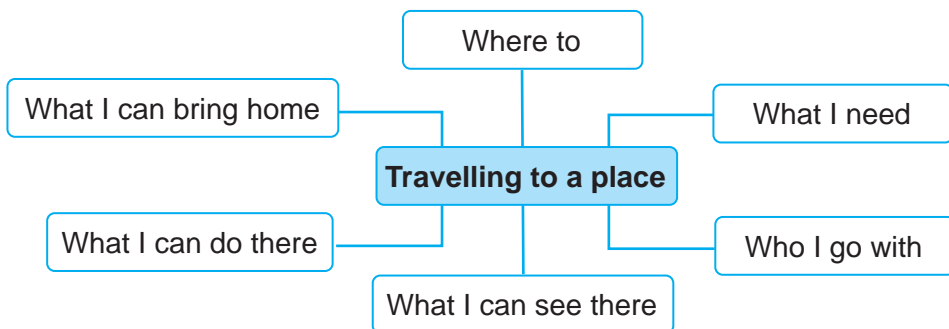 Where to
What I can bring home
What I need
Travelling to a place
What I can do there
Who I go with
What I can see there